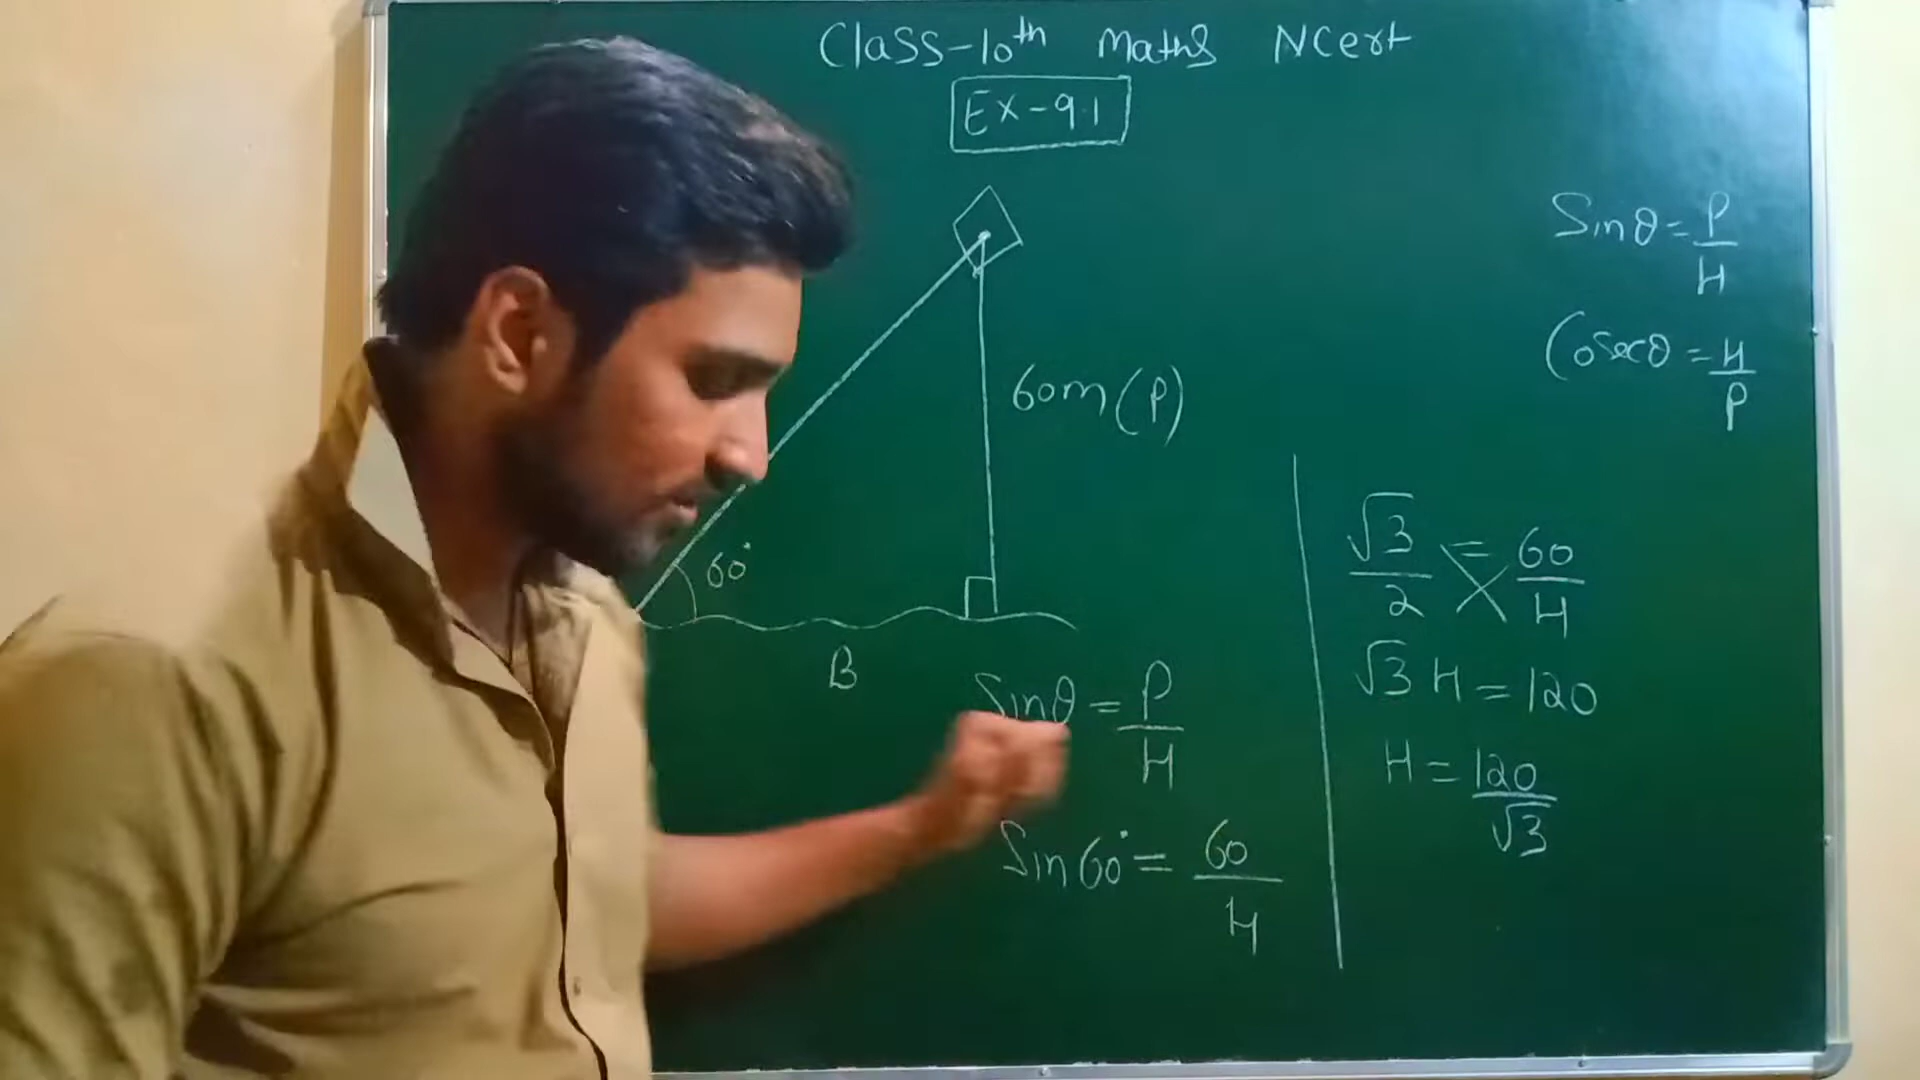 Class-10th Maths NCert
Ex-9.1
Sinθ = P/H
Cosecθ = H/P
60m (P)
60°
B
Sinθ = P/H
Sin60° = 60/H
√3/2 = 60/H
√3 H = 120
H = 120/√3